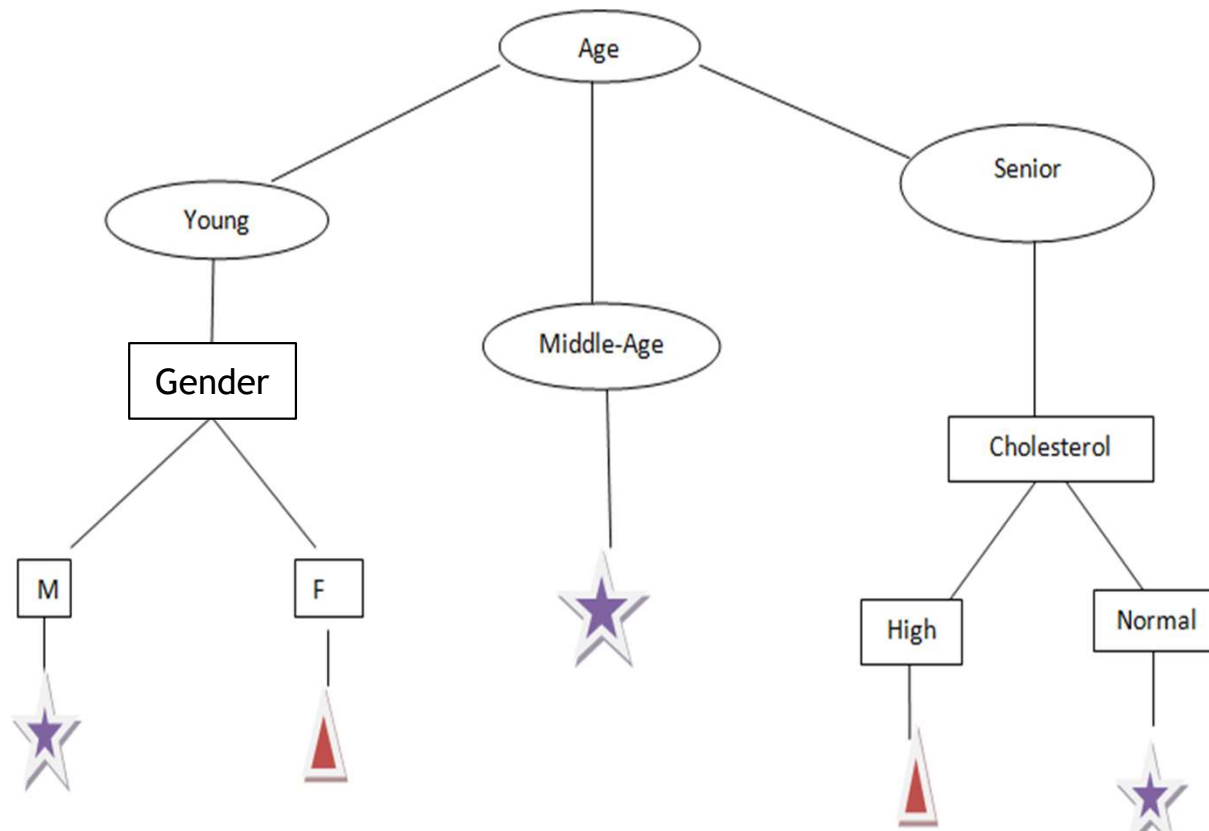 Age
Senior
Young
Middle-Age
Gender
Cholesterol
M
F
High
Normal